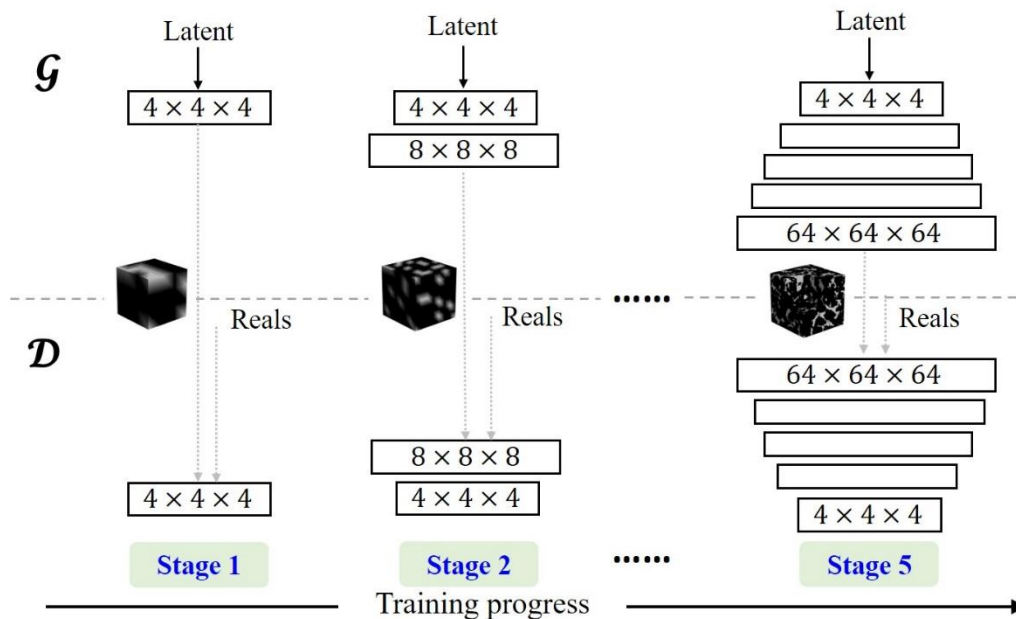 Latent
Latent
Latent
𝓖
4 × 4 × 4
4 × 4 × 4
4 × 4 × 4
8 × 8 × 8
64 × 64 × 64
......
Reals
Reals
Reals
𝓓
64 × 64 × 64
8 × 8 × 8
4 × 4 × 4
4 × 4 × 4
4 × 4 × 4
Stage 1
Stage 2
......
Stage 5
Training progress